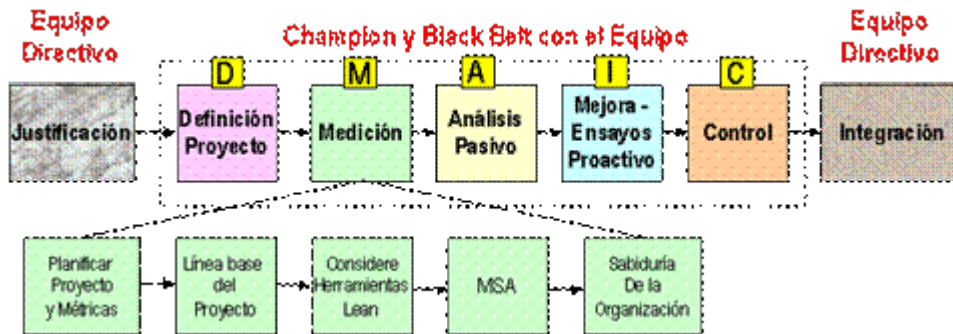 Equipo
Directivo
Champion y Black Belt con el Equipo
Equipo
Directivo
D
M
A
I
C
Justificación
Definición
Proyecto
Medición
Análisis
Pasivo
Mejora -
Ensayos
Proactivo
Control
Integración
Planificar
Proyecto
y Métricas
Línea base
del
Proyecto
Considere
Herramientas
Lean
MSA
Sabiduría
De la
Organización